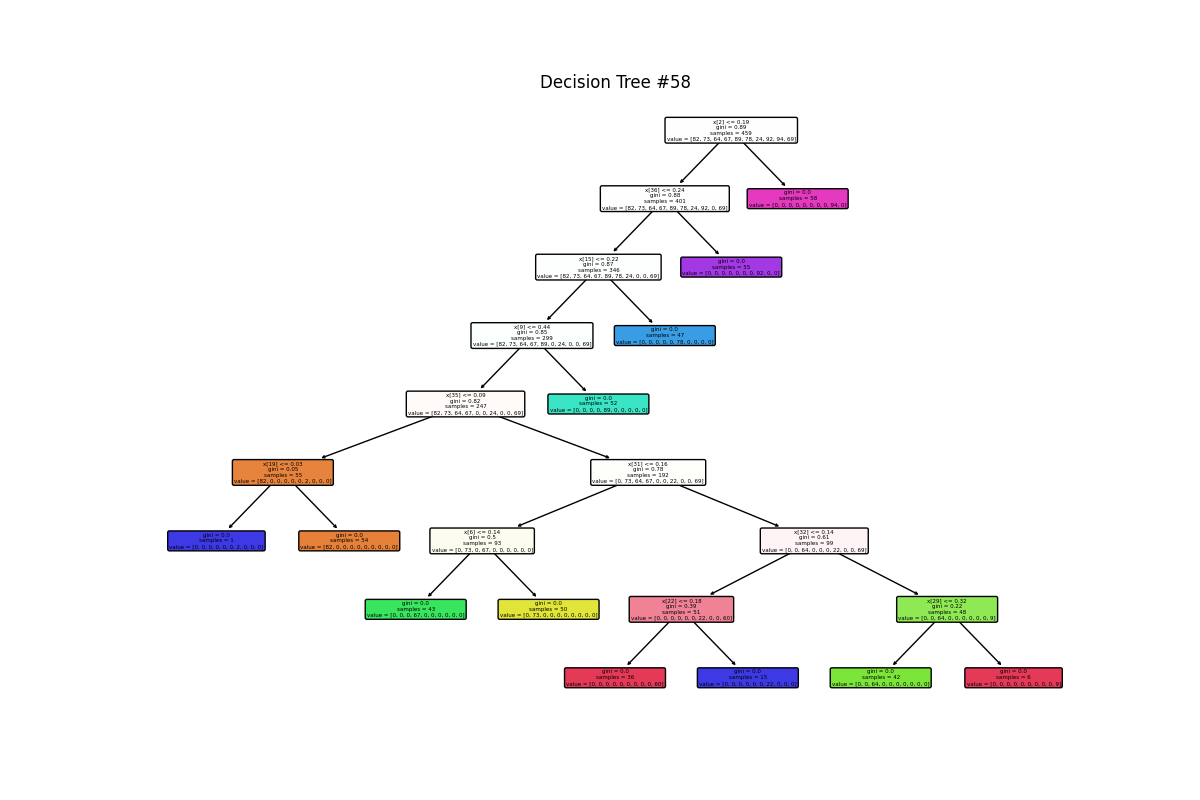 Decision Tree #58
x[2] <= 0.19
gini = 0.89
samples = 459
value = [82, 73, 64, 67, 89, 78, 24, 92, 94, 69]
x[36] <= 0.24
gini = 0.88
samples = 401
value = [82, 73, 64, 67, 89, 78, 24, 92, 0, 69]
gini = 0.0
samples = 58
value = [0, 0, 0, 0, 0, 0, 0, 0, 94, 0]
x[15] <= 0.22
gini = 0.87
samples = 346
value = [82, 73, 64, 67, 89, 78, 24, 0, 0, 69]
gini = 0.0
samples = 55
value = [0, 0, 0, 0, 0, 0, 0, 92, 0, 0]
x[9] <= 0.44
gini = 0.85
samples = 299
value = [82, 73, 64, 67, 89, 0, 24, 0, 0, 69]
gini = 0.0
samples = 47
value = [0, 0, 0, 0, 0, 78, 0, 0, 0, 0]
x[35] <= 0.09
gini = 0.82
samples = 247
value = [82, 73, 64, 67, 0, 0, 24, 0, 0, 69]
gini = 0.0
samples = 52
value = [0, 0, 0, 0, 89, 0, 0, 0, 0, 0]
x[19] <= 0.03
gini = 0.05
samples = 55
value = [82, 0, 0, 0, 0, 0, 2, 0, 0, 0]
x[31] <= 0.16
gini = 0.78
samples = 192
value = [0, 73, 64, 67, 0, 0, 22, 0, 0, 69]
gini = 0.0
samples = 1
value = [0, 0, 0, 0, 0, 0, 2, 0, 0, 0]
gini = 0.0
samples = 54
value = [82, 0, 0, 0, 0, 0, 0, 0, 0, 0]
x[6] <= 0.14
gini = 0.5
samples = 93
value = [0, 73, 0, 67, 0, 0, 0, 0, 0, 0]
x[32] <= 0.14
gini = 0.61
samples = 99
value = [0, 0, 64, 0, 0, 0, 22, 0, 0, 69]
gini = 0.0
samples = 43
value = [0, 0, 0, 67, 0, 0, 0, 0, 0, 0]
gini = 0.0
samples = 50
value = [0, 73, 0, 0, 0, 0, 0, 0, 0, 0]
x[22] <= 0.18
gini = 0.39
samples = 51
value = [0, 0, 0, 0, 0, 0, 22, 0, 0, 60]
x[29] <= 0.32
gini = 0.22
samples = 48
value = [0, 0, 64, 0, 0, 0, 0, 0, 0, 9]
gini = 0.0
samples = 36
value = [0, 0, 0, 0, 0, 0, 0, 0, 0, 60]
gini = 0.0
samples = 15
value = [0, 0, 0, 0, 0, 0, 22, 0, 0, 0]
gini = 0.0
samples = 42
value = [0, 0, 64, 0, 0, 0, 0, 0, 0, 0]
gini = 0.0
samples = 6
value = [0, 0, 0, 0, 0, 0, 0, 0, 0, 9]